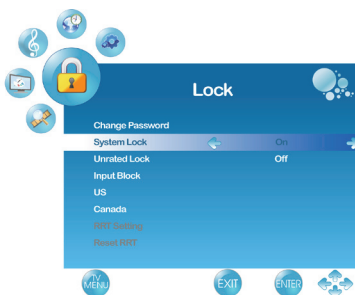 Lock
Change Password
System Lock On
Unrated Lock Off
Input Block
US
Canada
RRT Setting
Reset RRT
TV
MENU
EXIT
ENTER